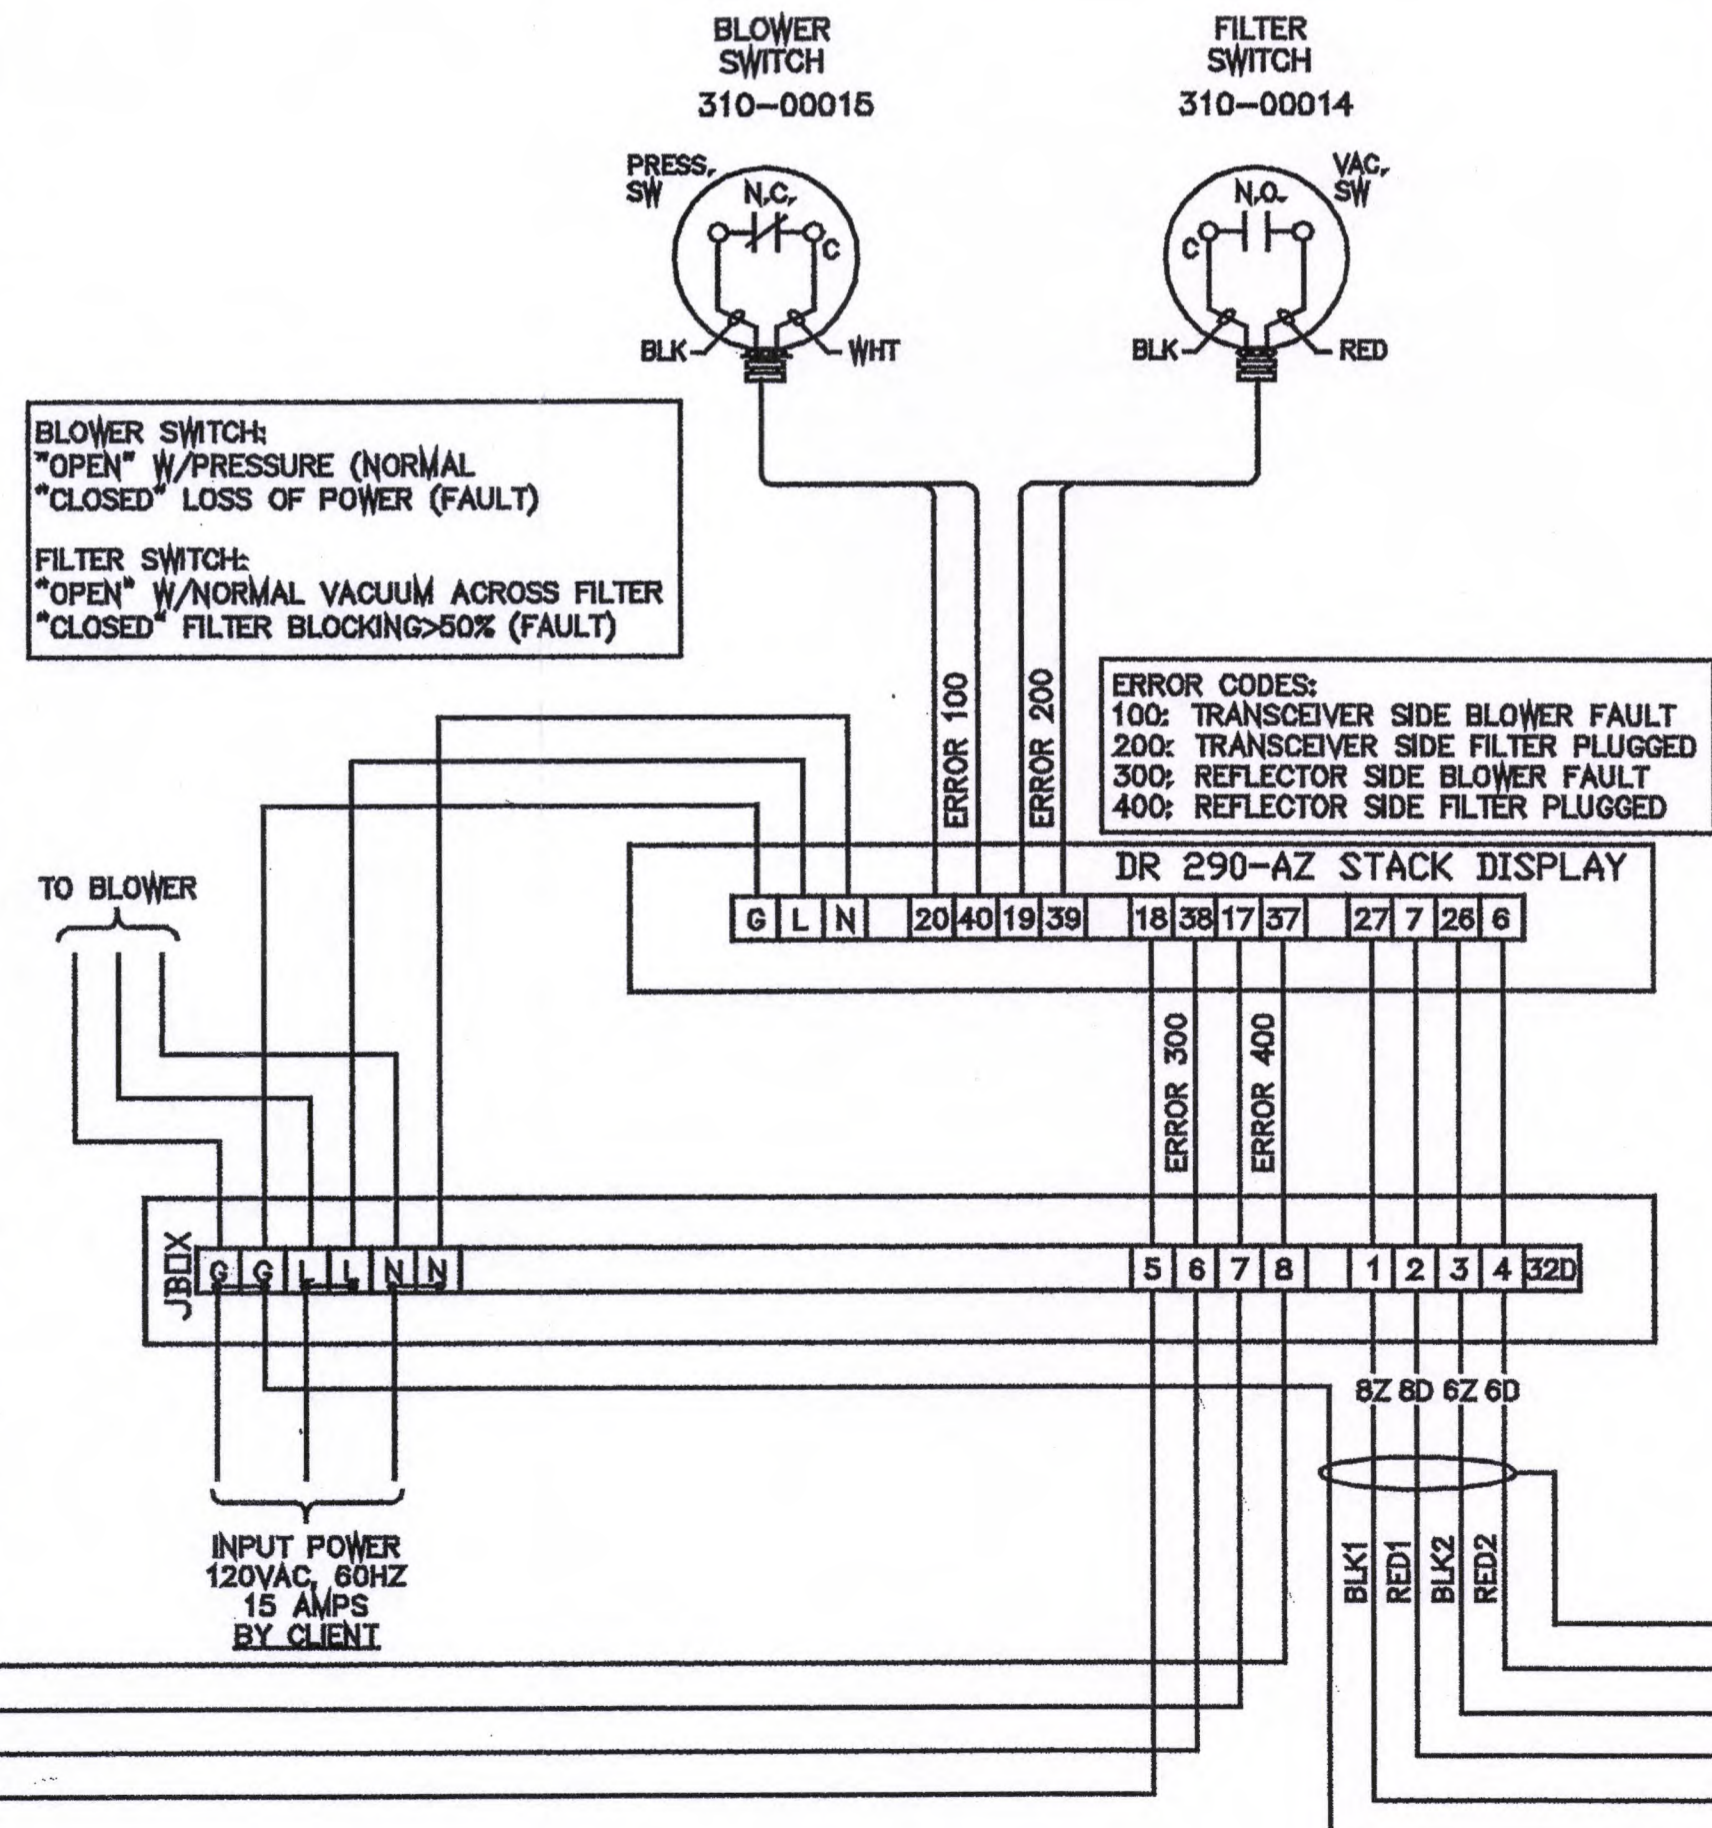 BLOWER
SWITCH
310-00015
FILTER
SWITCH
310-00014
PRESS.
SW
N.C.
C
BLK
WHT
VAC.
SW
N.O.
C
BLK
RED
BLOWER SWITCH:
"OPEN" W/PRESSURE (NORMAL
"CLOSED" LOSS OF POWER (FAULT)
FILTER SWITCH:
"OPEN" W/NORMAL VACUUM ACROSS FILTER
"CLOSED" FILTER BLOCKING>50% (FAULT)
ERROR 100
ERROR 200
ERROR CODES:
100: TRANSCEIVER SIDE BLOWER FAULT
200: TRANSCEIVER SIDE FILTER PLUGGED
300: REFLECTOR SIDE BLOWER FAULT
400: REFLECTOR SIDE FILTER PLUGGED
DR 290-AZ STACK DISPLAY
G L N 20 40 19 39 18 38 17 37 27 7 26 6
TO BLOWER
ERROR 300
ERROR 400
JBOX
G G L L N N 5 6 7 8 1 2 3 4 32D
8Z 8D 6Z 6D
BLK1
RED1
BLK2
RED2
INPUT POWER
120VAC, 60HZ
15 AMPS
BY CLIENT